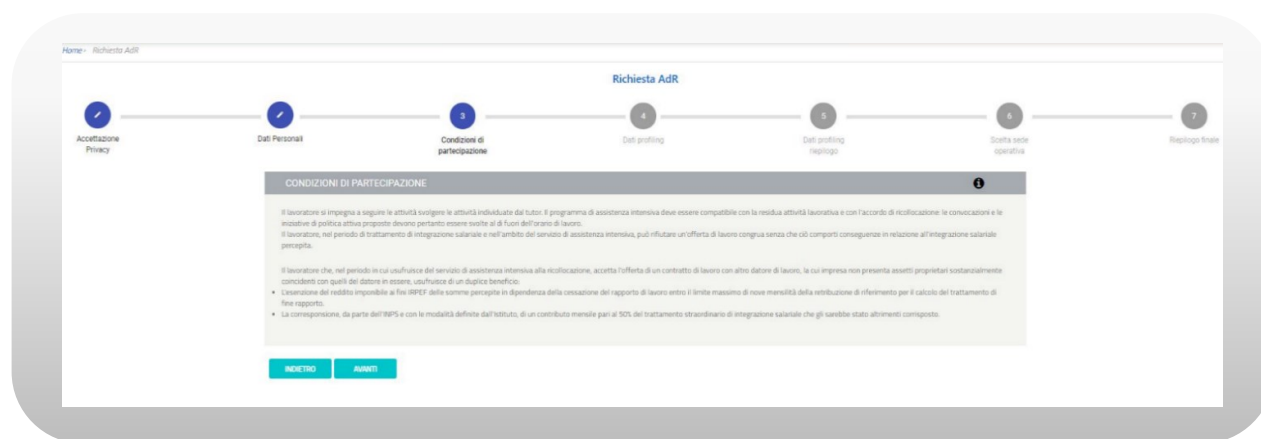 Home- Richiesta AdR
Richiesta AdR
3
4
5
6
7
Accettazione
Privacy
Dati Personali
Condizioni di
partecipazione
Dati profiling
Dati profiling
riepilogo
Scelta sede
operativa
Riepilogo finale
CONDIZIONI DI PARTECIPAZIONE
Il lavoratore si impegna a seguire le attività svolgere le attività individuate dal tutor. Il programma di assistenza intensiva deve essere compatibile con la residua attività lavorativa e con l'accordo di ricollocazione: le convocazioni e le
iniziative di politica attiva proposte devono pertanto essere svolte al di fuori dell'orario di lavoro.
Il lavoratore, nel periodo di trattamento di integrazione salariale e nell'ambito del servizio di assistenza intensiva, può rifiutare un'offerta di lavoro congrua senza che ciò comporti conseguenze in relazione all'integrazione salariale
percepita.
Il lavoratore che, nel periodo in cui usufruisce del servizio di assistenza intensiva alla ricollocazione, accetta l'offerta di un contratto di lavoro con altro datore di lavoro, la cui impresa non presenta assetti proprietari sostanzialmente
coincidenti con quelli del datore in essere, usufruisce di un duplice beneficio:
• L'esenzione del reddito imponibile ai fini IRPEF delle somme percepite in dipendenza della cessazione del rapporto di lavoro entro il limite massimo di nove mensilità della retribuzione di riferimento per il calcolo del trattamento di
fine rapporto.
• La corresponsione, da parte dell'INPS e con le modalità definite dall'Istituto, di un contributo mensile pari al 50% del trattamento straordinario di integrazione salariale che gli sarebbe stato altrimenti corrisposto.
INDIETRO
AVANTI